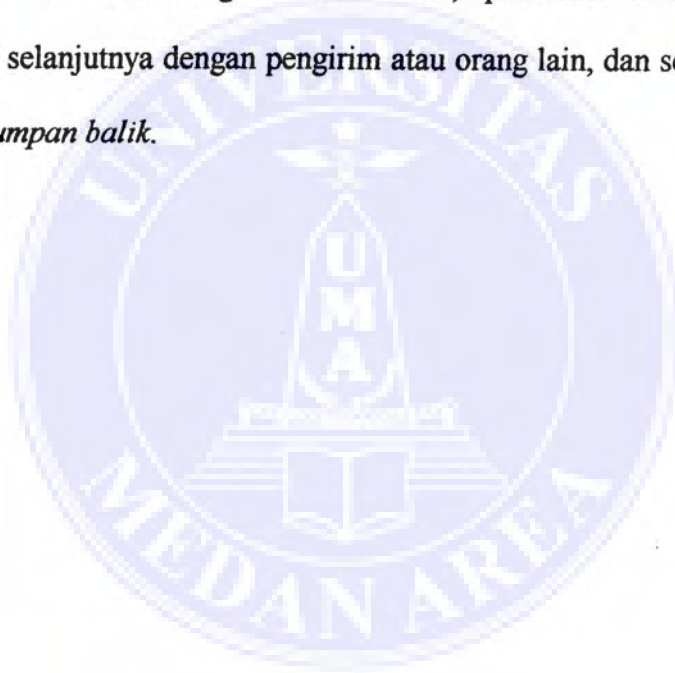 selanjutnya dengan pengirim atau orang lain, dan
umpan balik.
UNIVERSITAS
UMA
MEDAN AREA